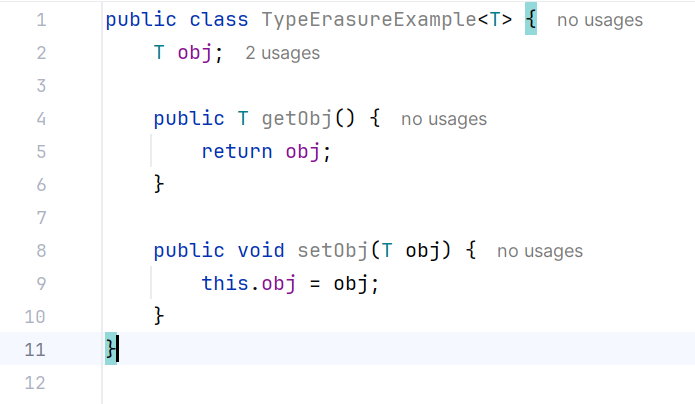 1 public class TypeErasureExample<T> { no usages
2 T obj; 2 usages
3
4 public T getObj() { no usages
5 return obj;
6 }
7
8 public void setObj(T obj) { no usages
9 this.obj = obj;
10 }
11 }
12